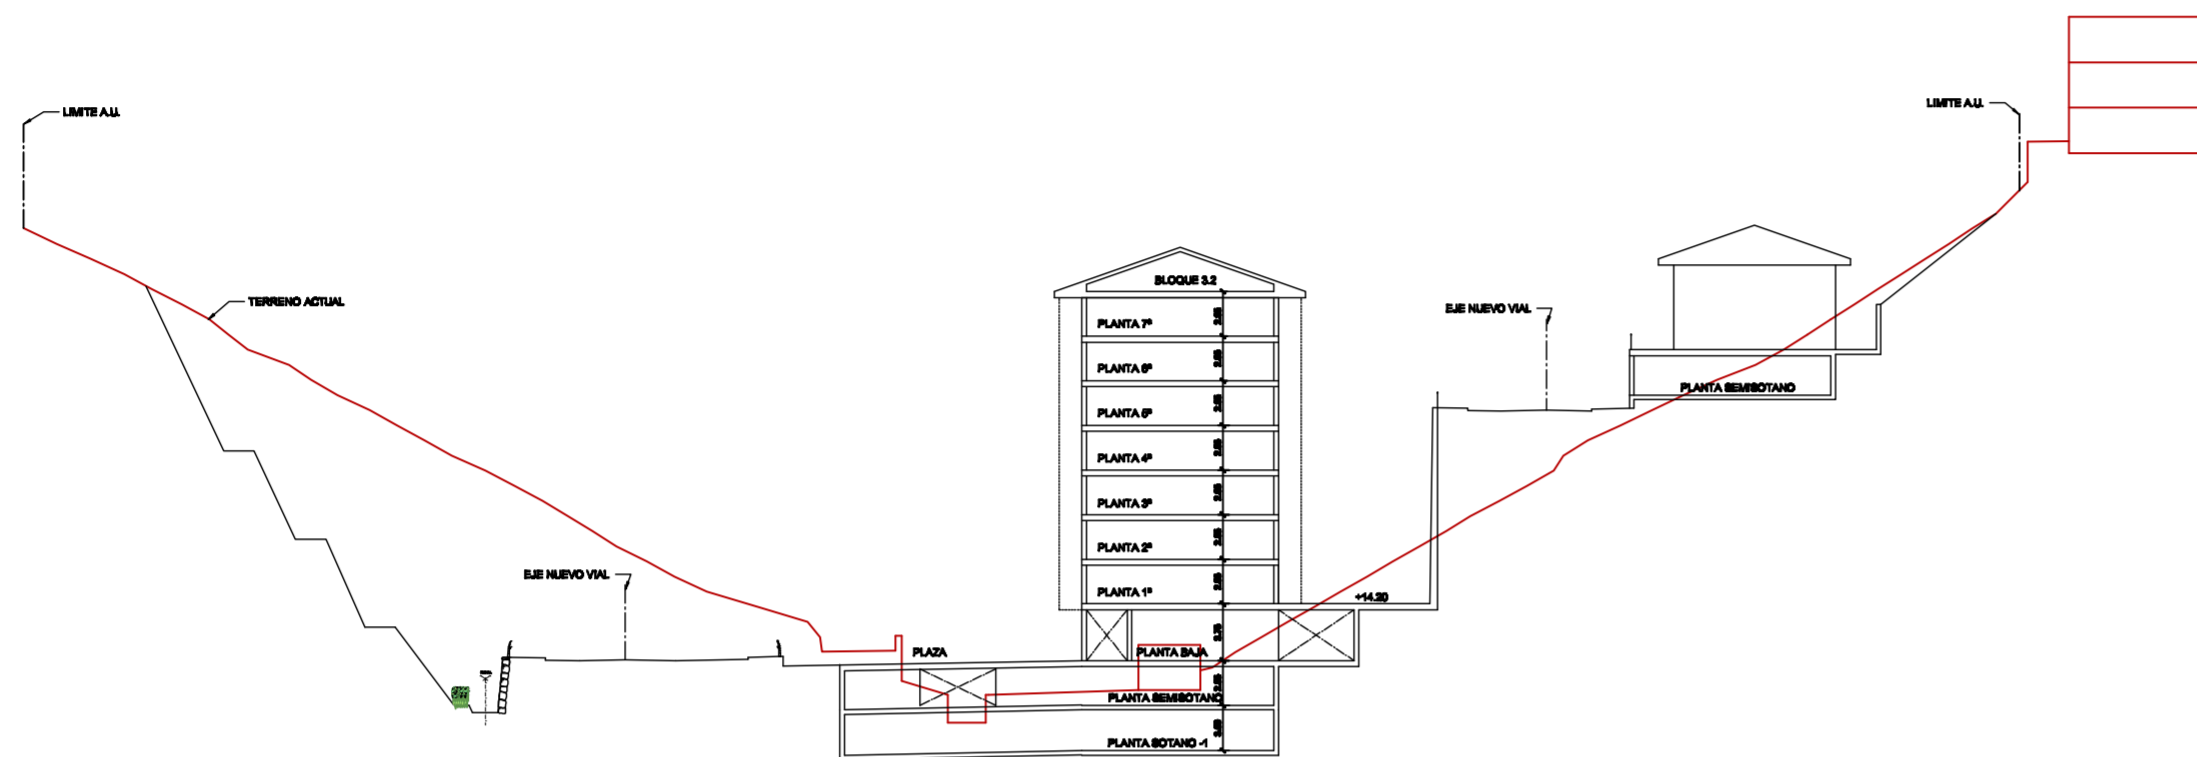 LIMITE A.U.
LIMITE A.U.
TERRENO ACTUAL
BLOQUE 3.2
EJE NUEVO VIAL
PLANTA 7ª
PLANTA 6ª
PLANTA SEMISOTANO
PLANTA 5ª
PLANTA 4ª
PLANTA 3ª
PLANTA 2ª
EJE NUEVO VIAL
PLANTA 1ª
+14.20
2.75
PLAZA
PLANTA BAJA
PLANTA SEMISOTANO
PLANTA SOTANO -1